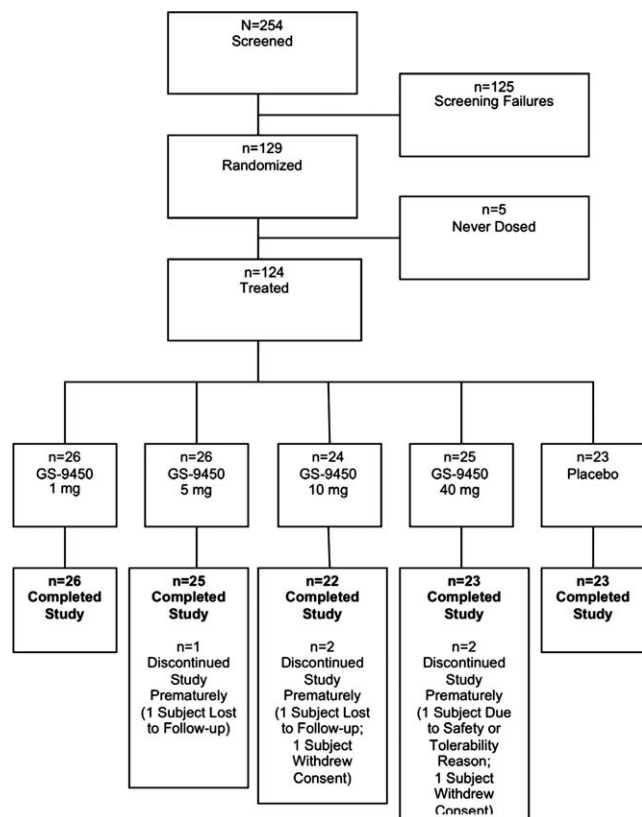 N=254
Screened
n=125
Screening Failures
n=129
Randomized
n=5
Never Dosed
n=124
Treated
n=26
GS-9450
1 mg
n=26
GS-9450
5 mg
n=24
GS-9450
10 mg
n=25
GS-9450
40 mg
n=23
Placebo
n=26
Completed
Study
n=25
Completed
Study
n=1
Discontinued
Study
Prematurely
(1 Subject Lost
to Follow-up)
n=22
Completed
Study
n=2
Discontinued
Study
Prematurely
(1 Subject Lost
to Follow-up;
1 Subject
Withdrew
Consent)
n=23
Completed
Study
n=2
Discontinued
Study
Prematurely
(1 Subject Due
to Safety or
Tolerability
Reason;
1 Subject
Withdrew
Consent)
n=23
Completed
Study